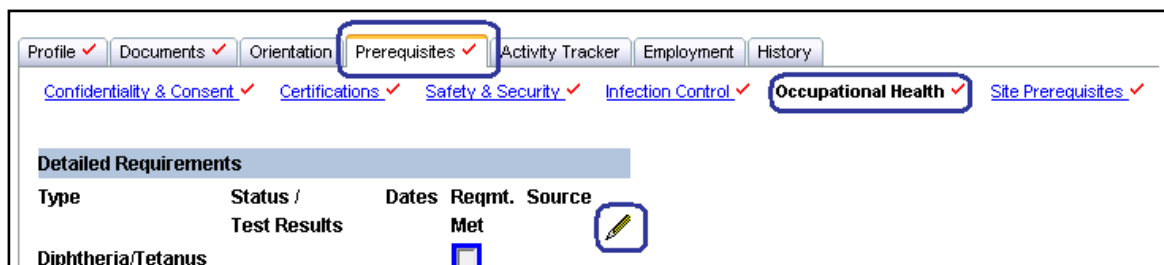 Profile Documents Orientation Prerequisites Activity Tracker Employment History
Confidentiality & Consent Certifications Safety & Security Infection Control Occupational Health Site Prerequisites
Detailed Requirements
Type Status / Dates Reqmt. Source
Test Results Met
Diphtheria/Tetanus